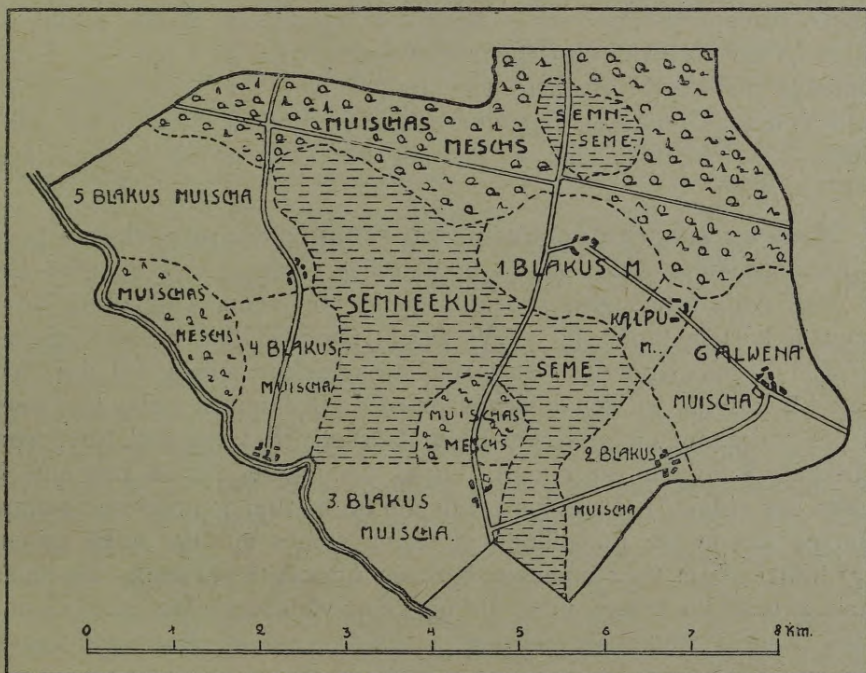 MUISCHAS
MESCHS
SEMN.
SEME
5 BLAKUS MUISCHA
1. BLAKUS M
MUISCHAS
MESCHS
SEMNEEKU
SEME
KALPU
M.
GALWENA
MUISCHA
4 BLAKUS
MUISCHA
MUISCHAS
MESCHS
2 BLAKUS
MUISCHA
3. BLAKUS
MUISCHA.
0 1 2 3 4 5 6 7 8 km.